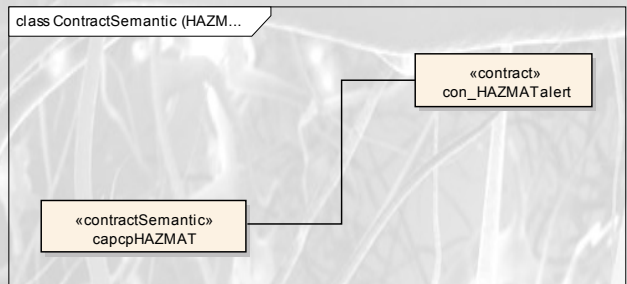 class ContractSemantic (HAZM...
«contract»
con_HAZMATalert
«contractSemantic»
capcpHAZMAT